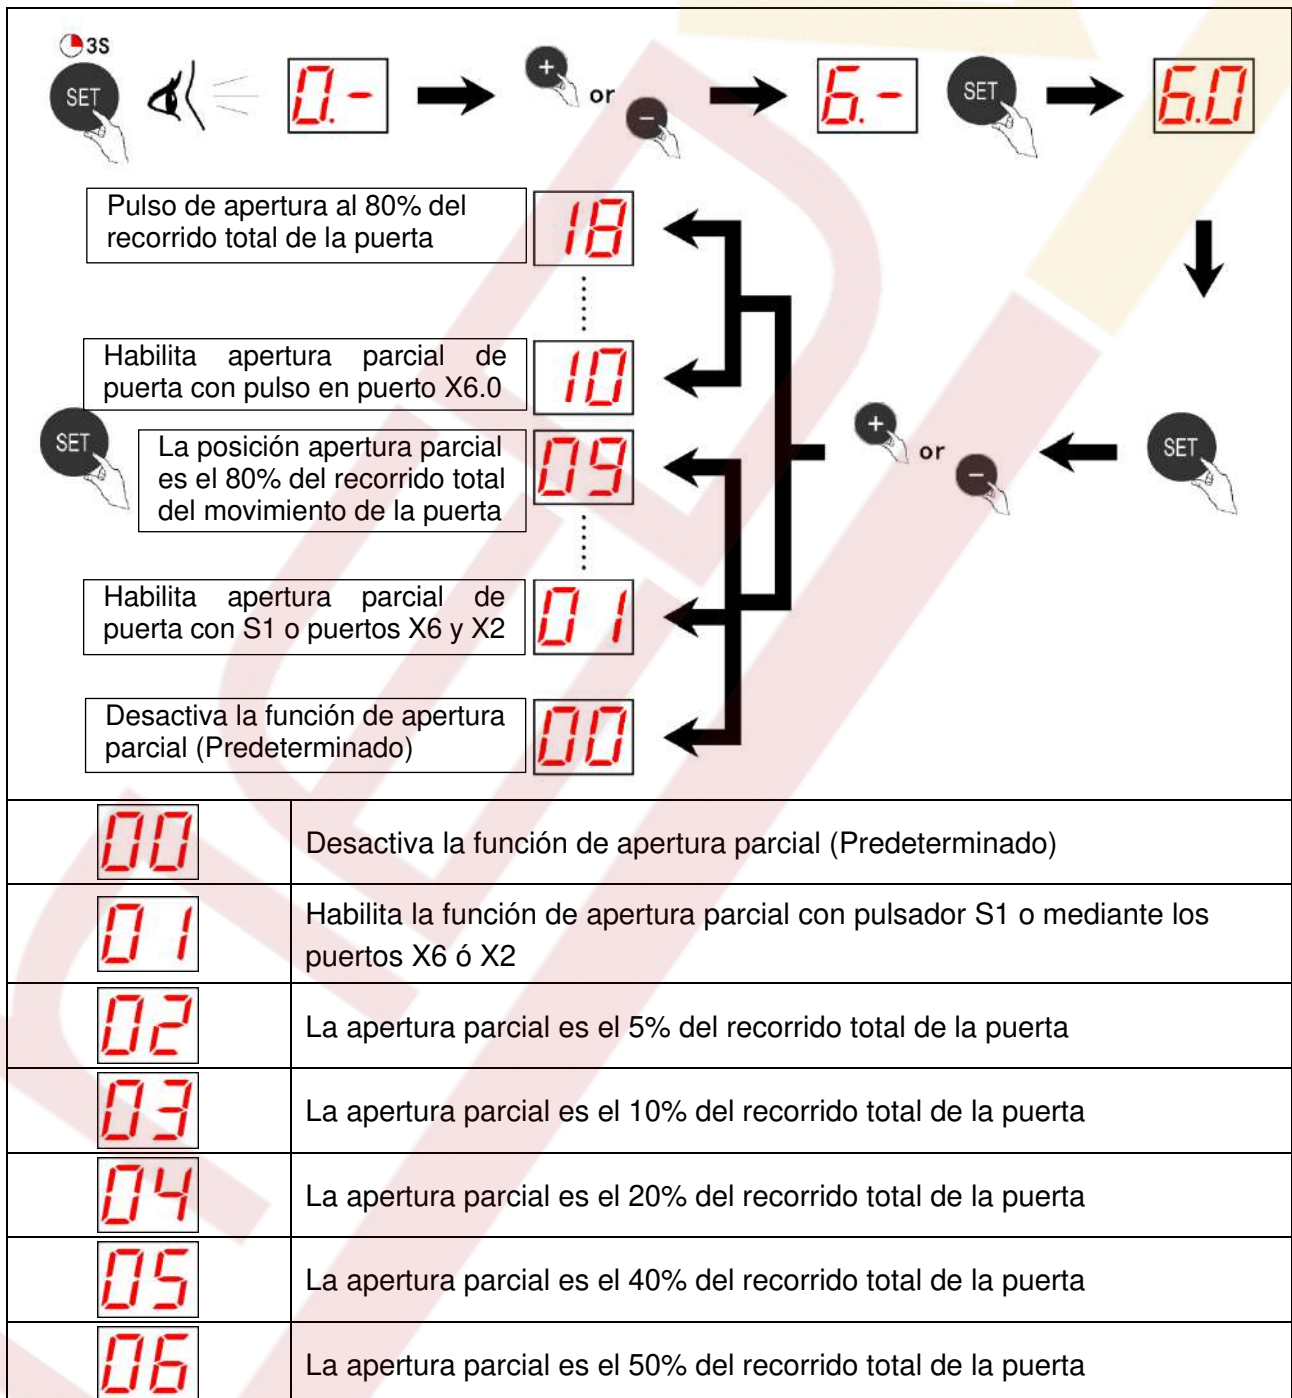 3S
SET
0.-
+
or
-
6.-
SET
6.0
Pulso de apertura al 80% del
recorrido total de la puerta
18
Habilita apertura parcial de
puerta con pulso en puerto X6.0
10
SET
La posición apertura parcial
es el 80% del recorrido total
del movimiento de la puerta
09
+
or
-
SET
Habilita apertura parcial de
puerta con S1 o puertos X6 y X2
01
Desactiva la función de apertura
parcial (Predeterminado)
00
00
Desactiva la función de apertura parcial (Predeterminado)
01
Habilita la función de apertura parcial con pulsador S1 o mediante los
puertos X6 ó X2
02
La apertura parcial es el 5% del recorrido total de la puerta
03
La apertura parcial es el 10% del recorrido total de la puerta
04
La apertura parcial es el 20% del recorrido total de la puerta
05
La apertura parcial es el 40% del recorrido total de la puerta
06
La apertura parcial es el 50% del recorrido total de la puerta